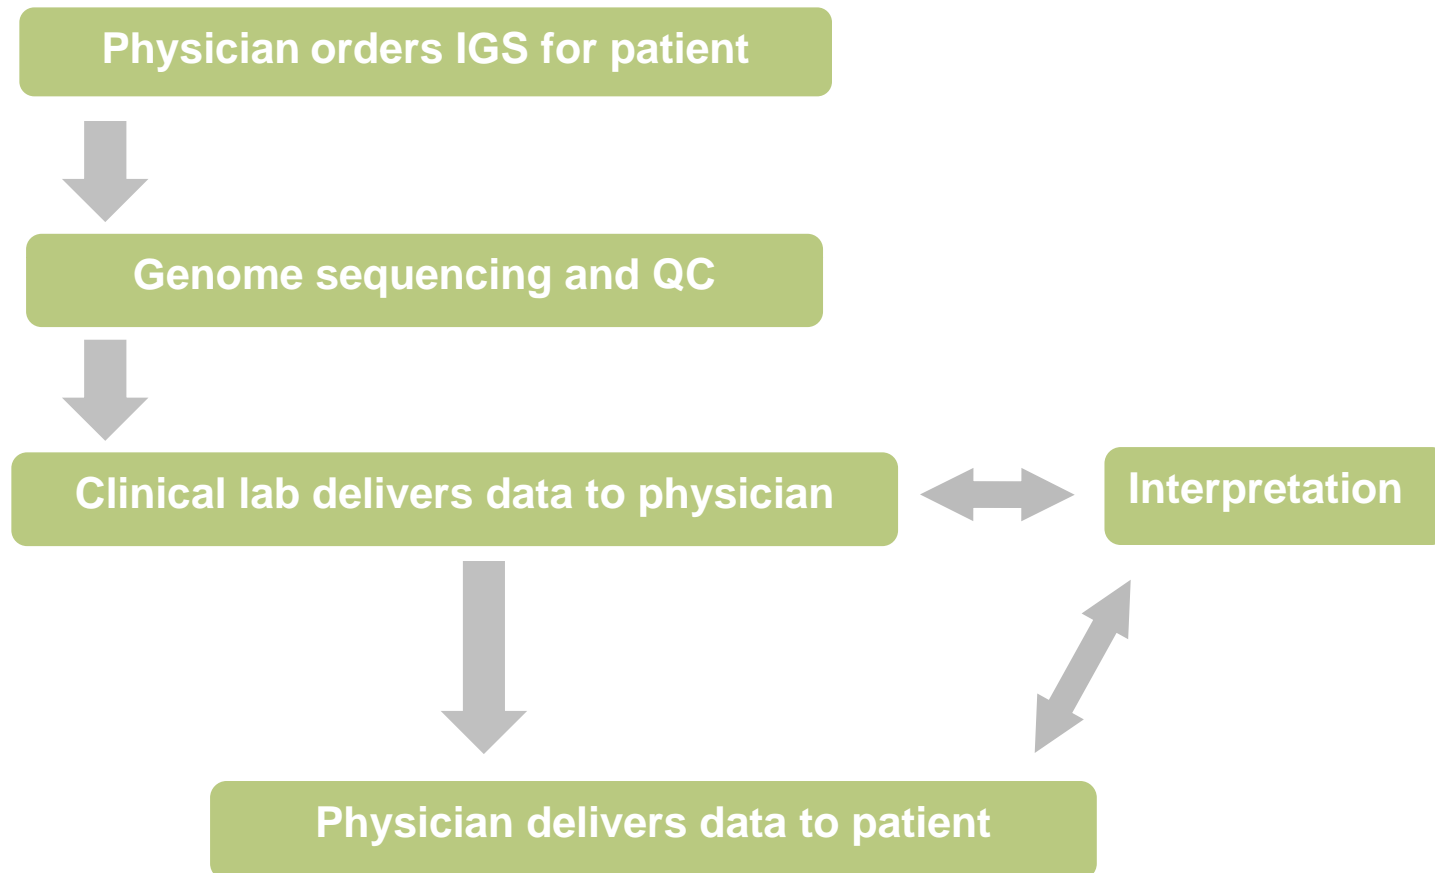 Physician orders IGS for patient
Genome sequencing and QC
Clinical lab delivers data to physician
Interpretation
Physician delivers data to patient